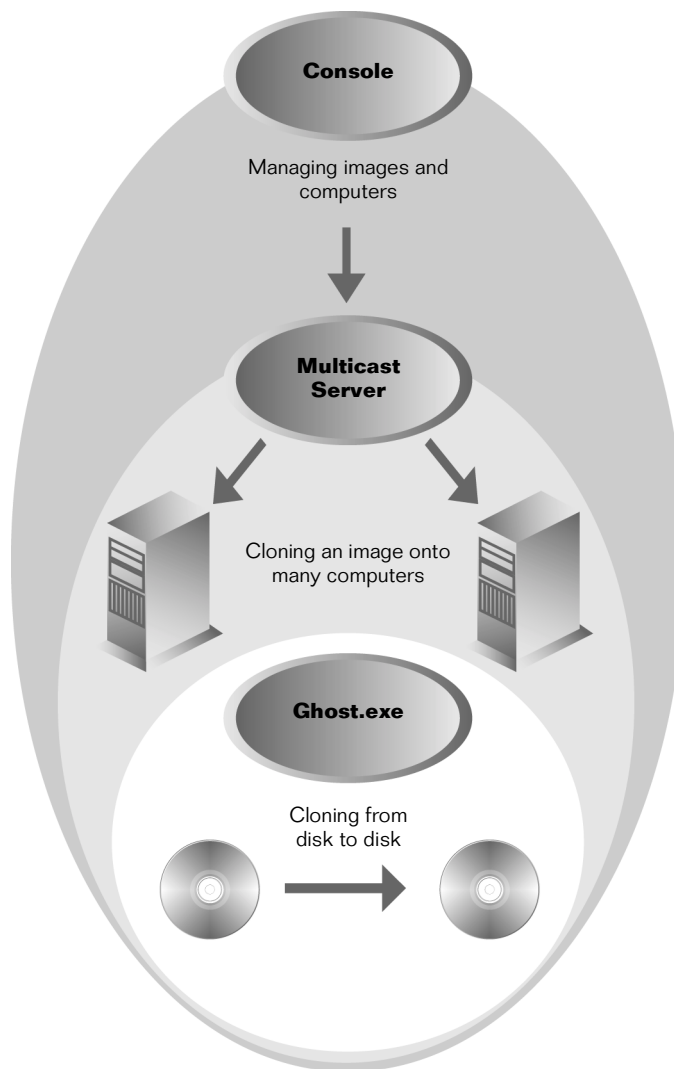 Console
Managing images and
computers
Multicast
Server
Cloning an image onto
many computers
Ghost.exe
Cloning from
disk to disk